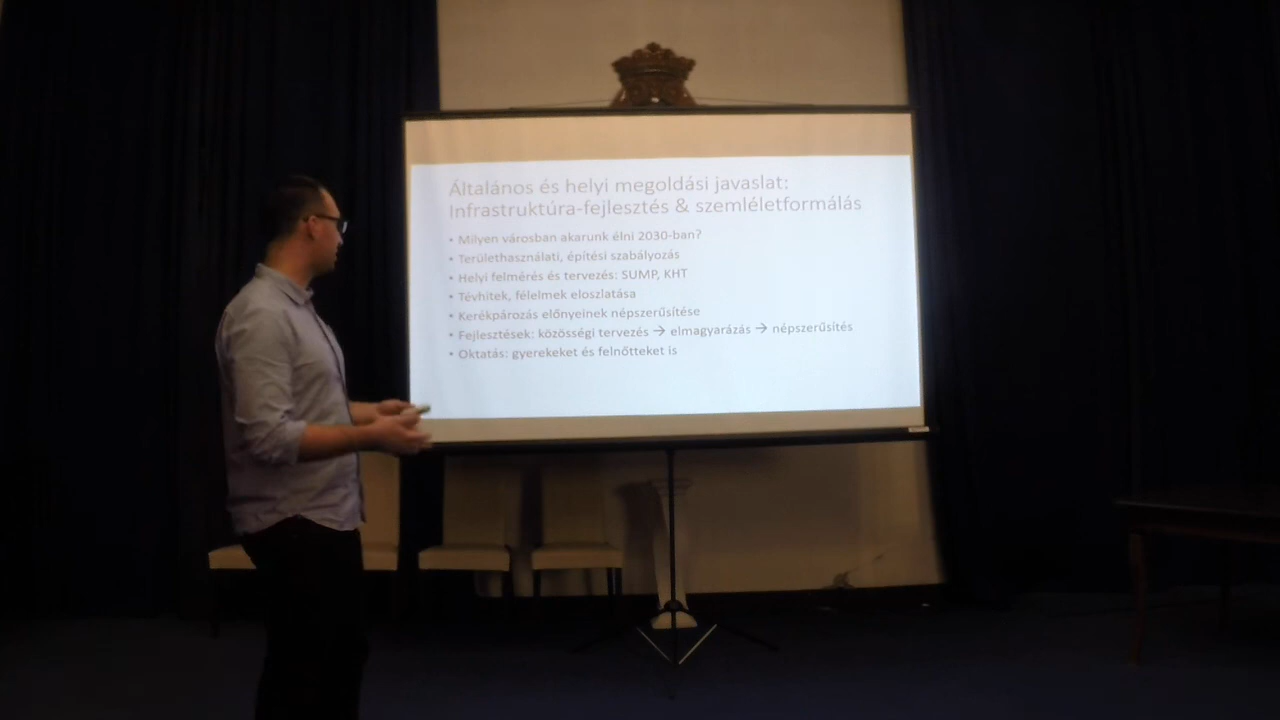 Általános és helyi megoldási javaslat:
Infrastruktúra-fejlesztés & szemléletformálás
• Milyen városban akarunk élni 2030-ban?
• Területhasználati, építési szabályozás
• Helyi felmérés és tervezés: SUMP, KHT
• Tévhitek, félelmek eloszlatása
• Kerékpározás előnyeinek népszerűsítése
• Fejlesztések: közösségi tervezés → elmagyarázás → népszerűsítés
• Oktatás: gyerekeket és felnőtteket is